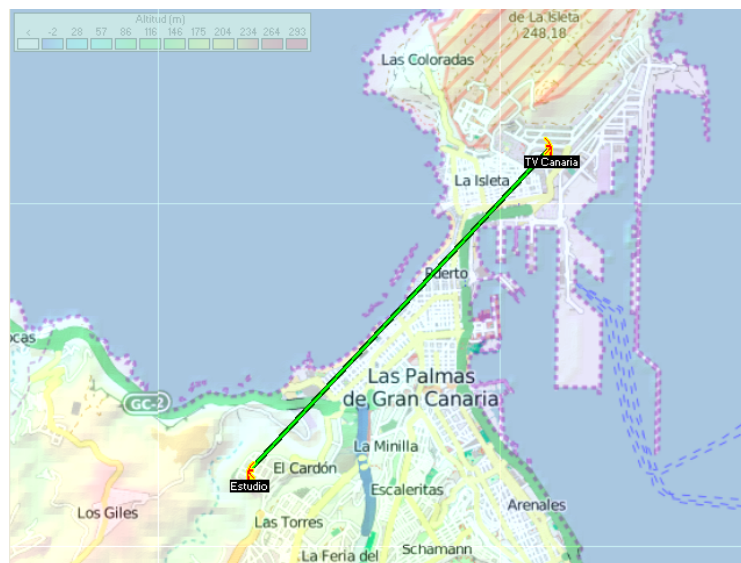 Altitud (m)
< -2 28 57 86 116 146 175 204 234 264 293
de La Isleta
248,18
Las Coloradas
TV Canaria
La Isleta
Puerto
ocas
GC-2
Las Palmas
de Gran Canaria
La Minilla
El Cardón
Estudio
Escaleritas
Los Giles
Arenales
Las Torres
Schamann
La Feria del